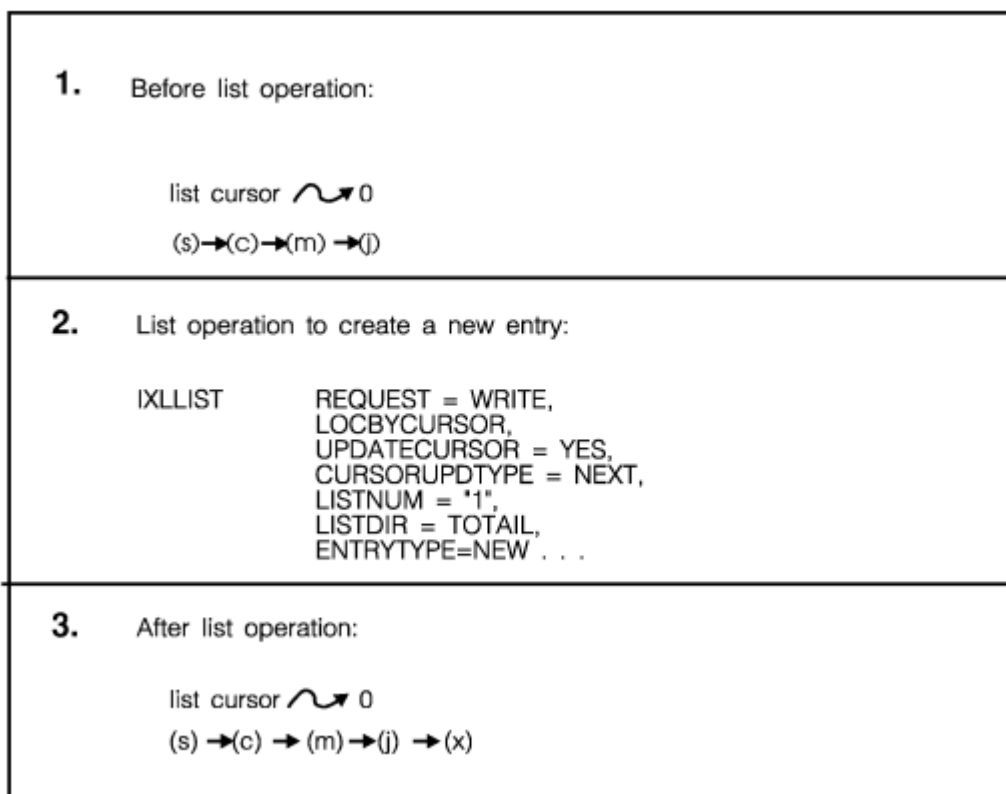 1. Before list operation:
list cursor 0
(s)→(c)→(m) →(j)
2. List operation to create a new entry:
IXLLIST REQUEST = WRITE,
LOCBYCURSOR,
UPDATECURSOR = YES,
CURSORUPDTYPE = NEXT,
LISTNUM = "1",
LISTDIR = TOTAIL,
ENTRYTYPE=NEW . . .
3. After list operation:
list cursor 0
(s) →(c) → (m)→(j) →(x)